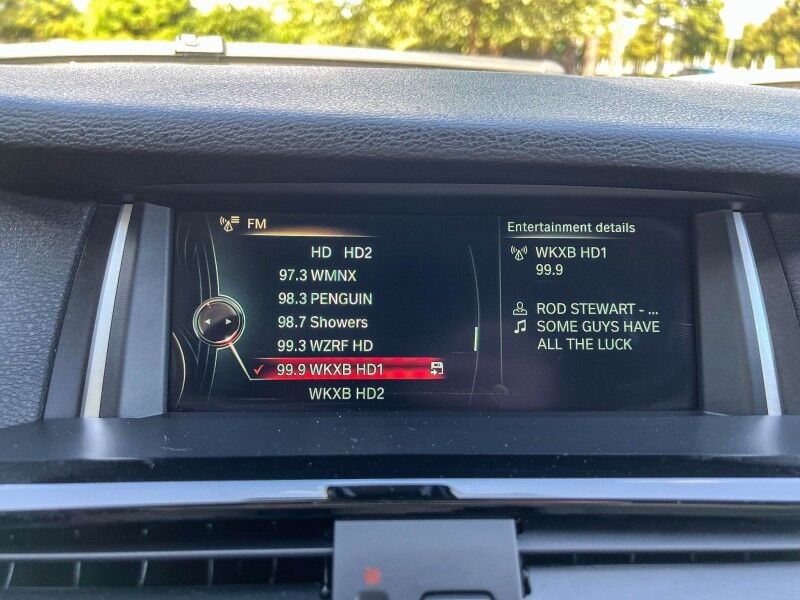 FM
HD HD2
97.3 WMNX
98.3 PENGUIN
98.7 Showers
99.3 WZRF HD
99.9 WKXB HD1
WKXB HD2
Entertainment details
WKXB HD1
99.9
ROD STEWART - ...
SOME GUYS HAVE
ALL THE LUCK